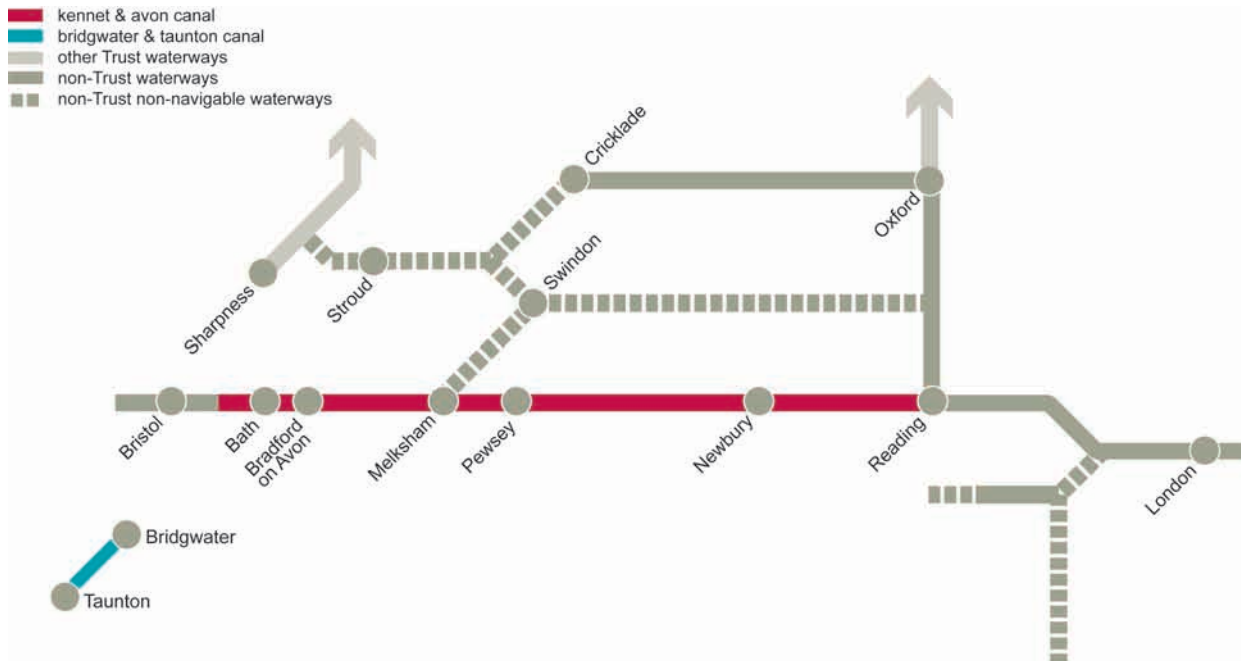 kennet & avon canal
bridgwater & taunton canal
other Trust waterways
non-Trust waterways
non-Trust non-navigable waterways
Cricklade
Oxford
Swindon
Stroud
Sharpness
Bristol
Bath
Bradford
on Avon
Melksham
Pewsey
Newbury
Reading
London
Bridgwater
Taunton